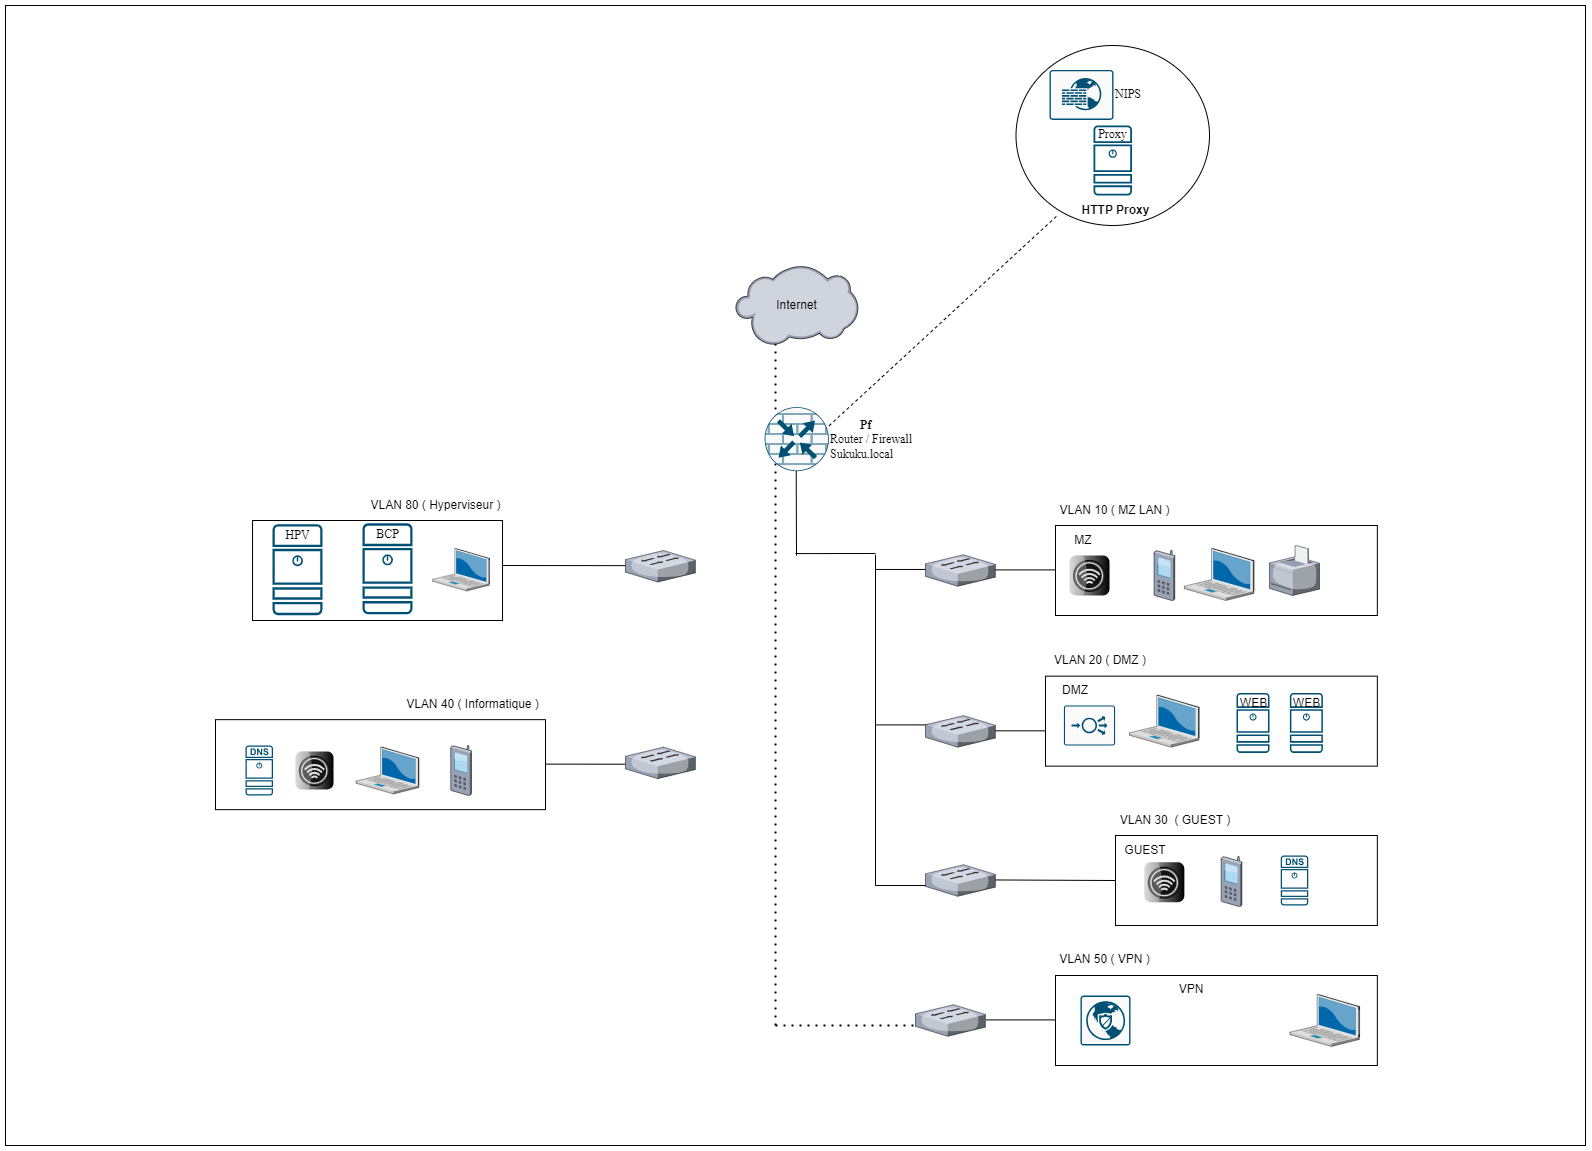 NIPS
Proxy
HTTP Proxy
Internet
Pf
Router / Firewall
Sukuku.local
VLAN 80 ( Hyperviseur )
HPV
BCP
VLAN 10 ( MZ LAN )
MZ
VLAN 20 ( DMZ )
DMZ
WEB
WEB
VLAN 40 ( Informatique )
DNS
VLAN 30  ( GUEST )
GUEST
DNS
VLAN 50 ( VPN )
VPN